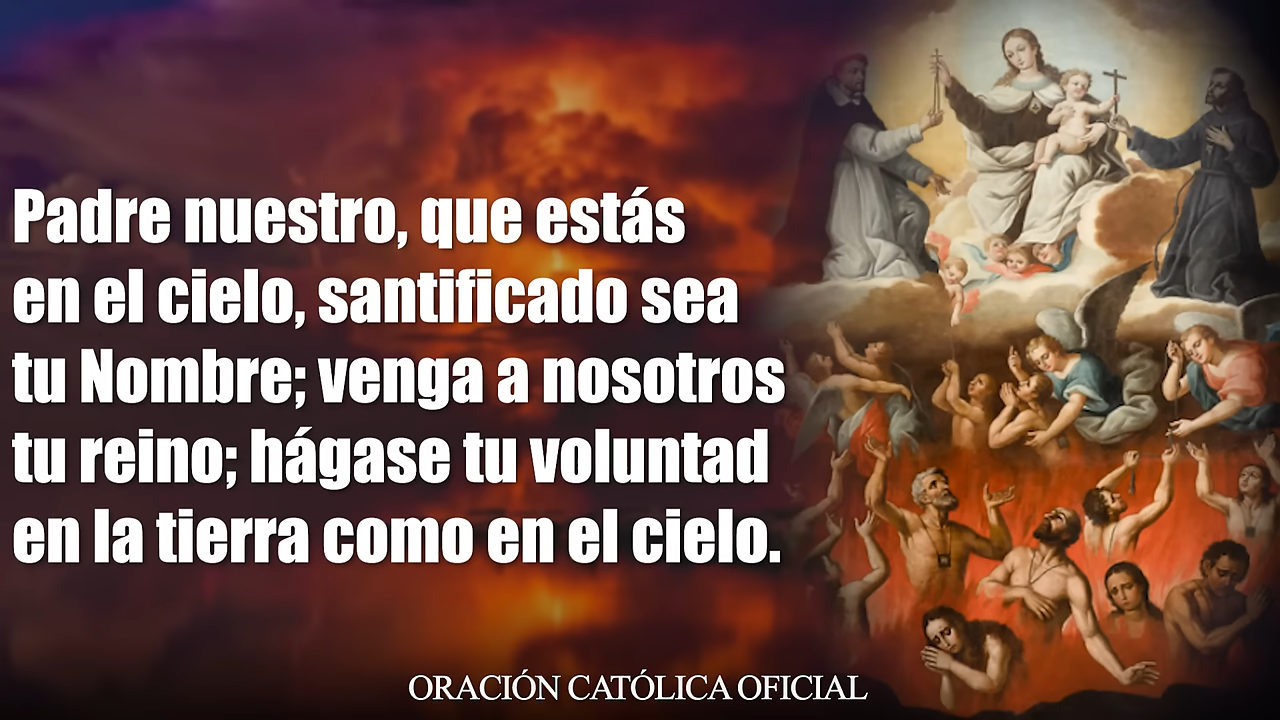 Padre nuestro, que estás
en el cielo, santificado sea
tu Nombre; venga a nosotros
tu reino; hágase tu voluntad
en la tierra como en el cielo.
ORACIÓN CATÓLICA OFICIAL